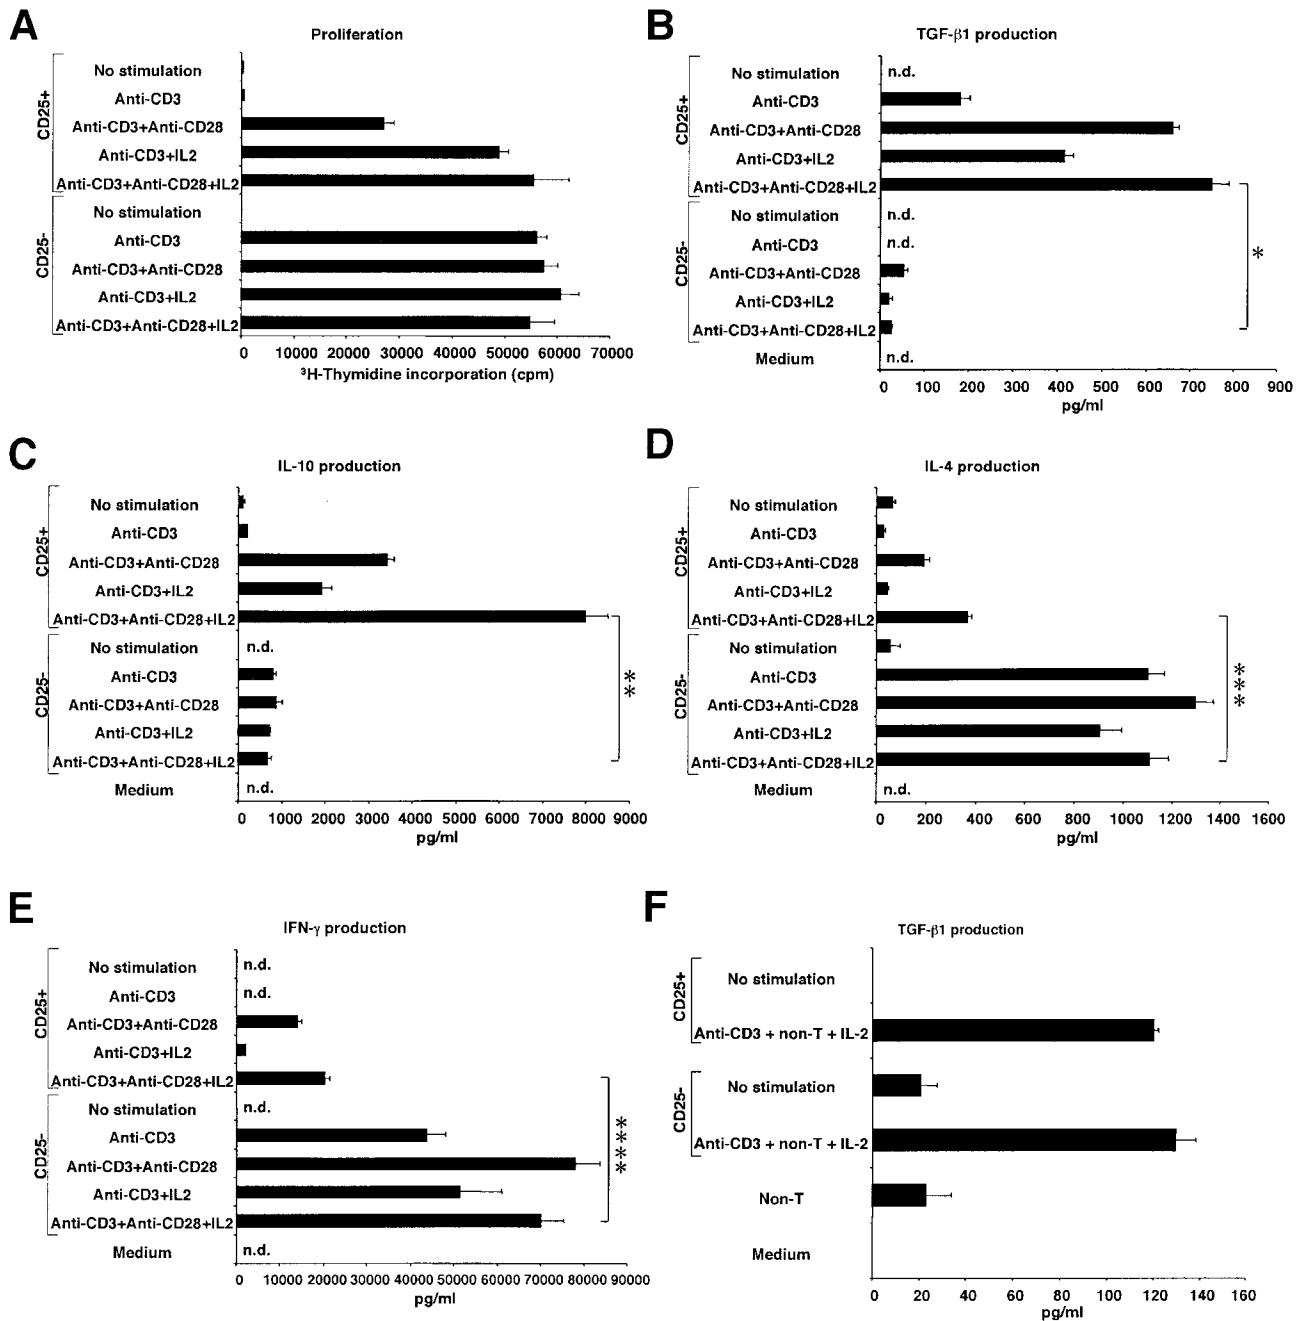 A
Proliferation
CD25+
No stimulation
Anti-CD3
Anti-CD3+Anti-CD28
Anti-CD3+IL2
Anti-CD3+Anti-CD28+IL2
CD25-
No stimulation
Anti-CD3
Anti-CD3+Anti-CD28
Anti-CD3+IL2
Anti-CD3+Anti-CD28+IL2
0 10000 20000 30000 40000 50000 60000 70000
³H-Thymidine incorporation (cpm)
B
TGF-β1 production
CD25+
No stimulation n.d.
Anti-CD3
Anti-CD3+Anti-CD28
Anti-CD3+IL2
Anti-CD3+Anti-CD28+IL2
CD25-
No stimulation n.d.
Anti-CD3 n.d.
Anti-CD3+Anti-CD28
Anti-CD3+IL2
Anti-CD3+Anti-CD28+IL2
*
Medium n.d.
0 100 200 300 400 500 600 700 800 900
pg/ml
C
IL-10 production
CD25+
No stimulation
Anti-CD3
Anti-CD3+Anti-CD28
Anti-CD3+IL2
Anti-CD3+Anti-CD28+IL2
CD25-
No stimulation n.d.
Anti-CD3
Anti-CD3+Anti-CD28
Anti-CD3+IL2
Anti-CD3+Anti-CD28+IL2
**
Medium n.d.
0 1000 2000 3000 4000 5000 6000 7000 8000 9000
pg/ml
D
IL-4 production
CD25+
No stimulation
Anti-CD3
Anti-CD3+Anti-CD28
Anti-CD3+IL2
Anti-CD3+Anti-CD28+IL2
CD25-
No stimulation
Anti-CD3
Anti-CD3+Anti-CD28
Anti-CD3+IL2
Anti-CD3+Anti-CD28+IL2
***
Medium n.d.
0 200 400 600 800 1000 1200 1400 1600
pg/ml
E
IFN-γ production
CD25+
No stimulation n.d.
Anti-CD3 n.d.
Anti-CD3+Anti-CD28
Anti-CD3+IL2
Anti-CD3+Anti-CD28+IL2
CD25-
No stimulation n.d.
Anti-CD3
Anti-CD3+Anti-CD28
Anti-CD3+IL2
Anti-CD3+Anti-CD28+IL2
****
Medium n.d.
0 10000 20000 30000 40000 50000 60000 70000 80000 90000
pg/ml
F
TGF-β1 production
CD25+
No stimulation
Anti-CD3 + non-T + IL-2
CD25-
No stimulation
Anti-CD3 + non-T + IL-2
Non-T
Medium
0 20 40 60 80 100 120 140 160
pg/ml